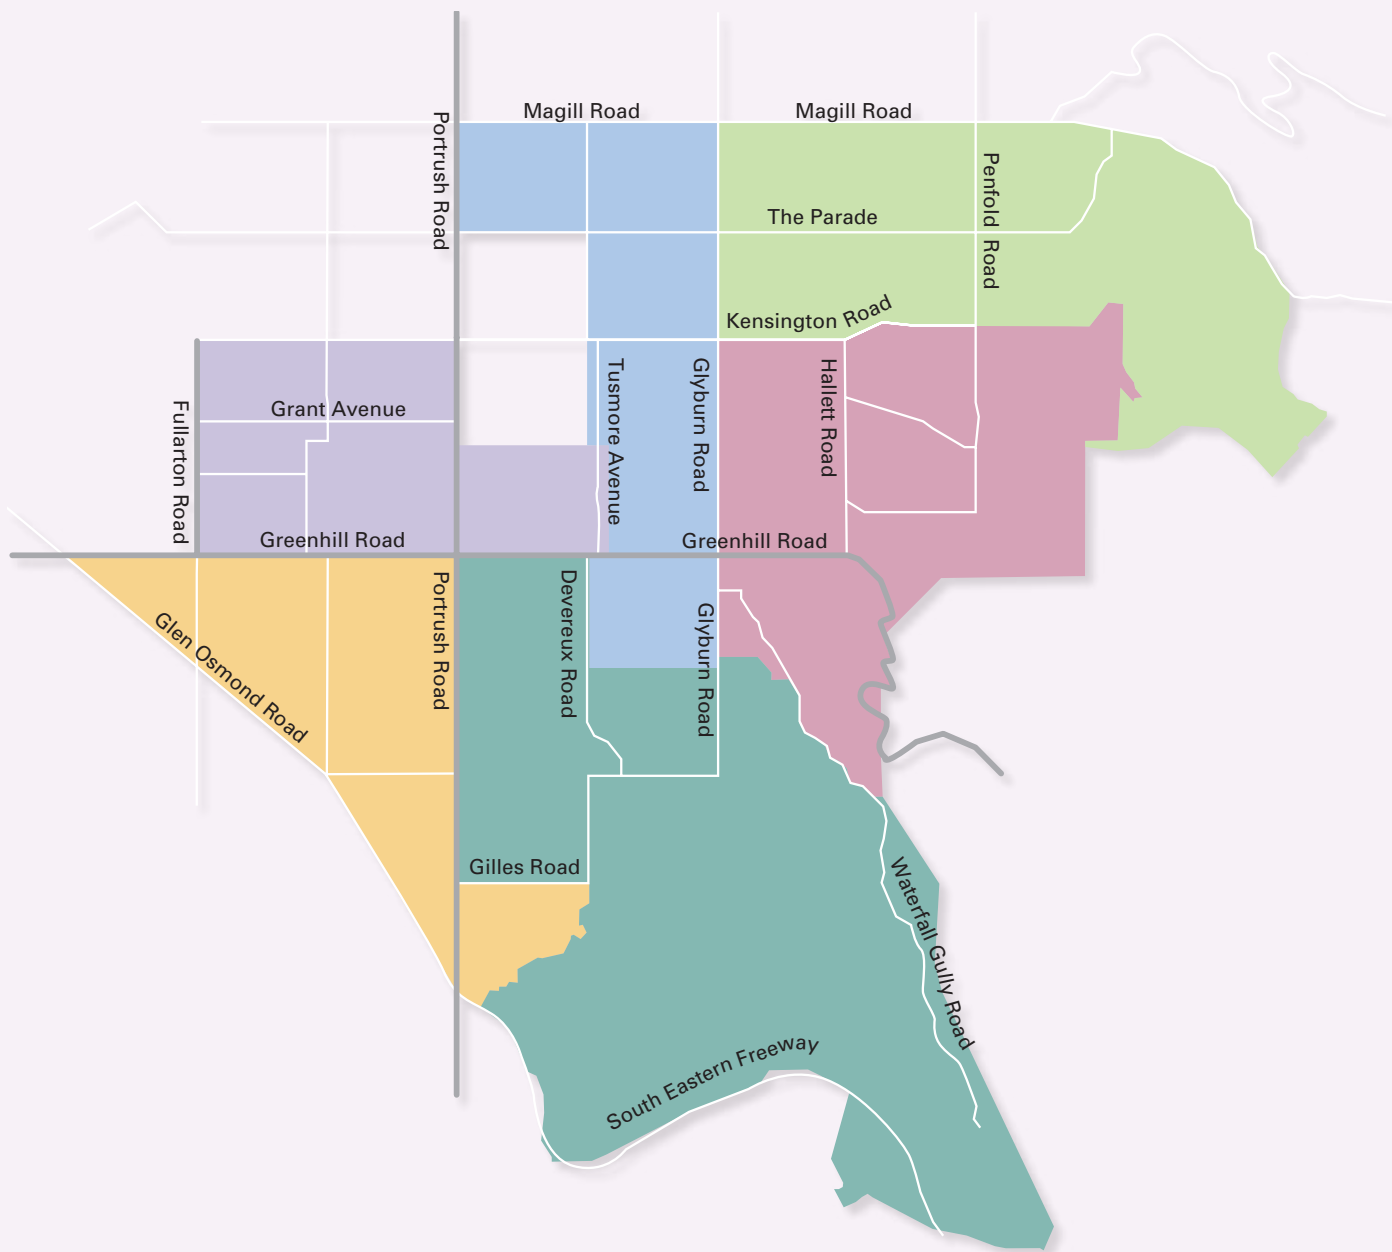 Magill Road
Magill Road
Portrush Road
Penfold Road
The Parade
Kensington Road
Fullarton Road
Grant Avenue
Tusmore Avenue
Glyburn Road
Hallett Road
Greenhill Road
Greenhill Road
Glen Osmond Road
Portrush Road
Devereux Road
Glyburn Road
Gilles Road
Waterfall Gully Road
South Eastern Freeway